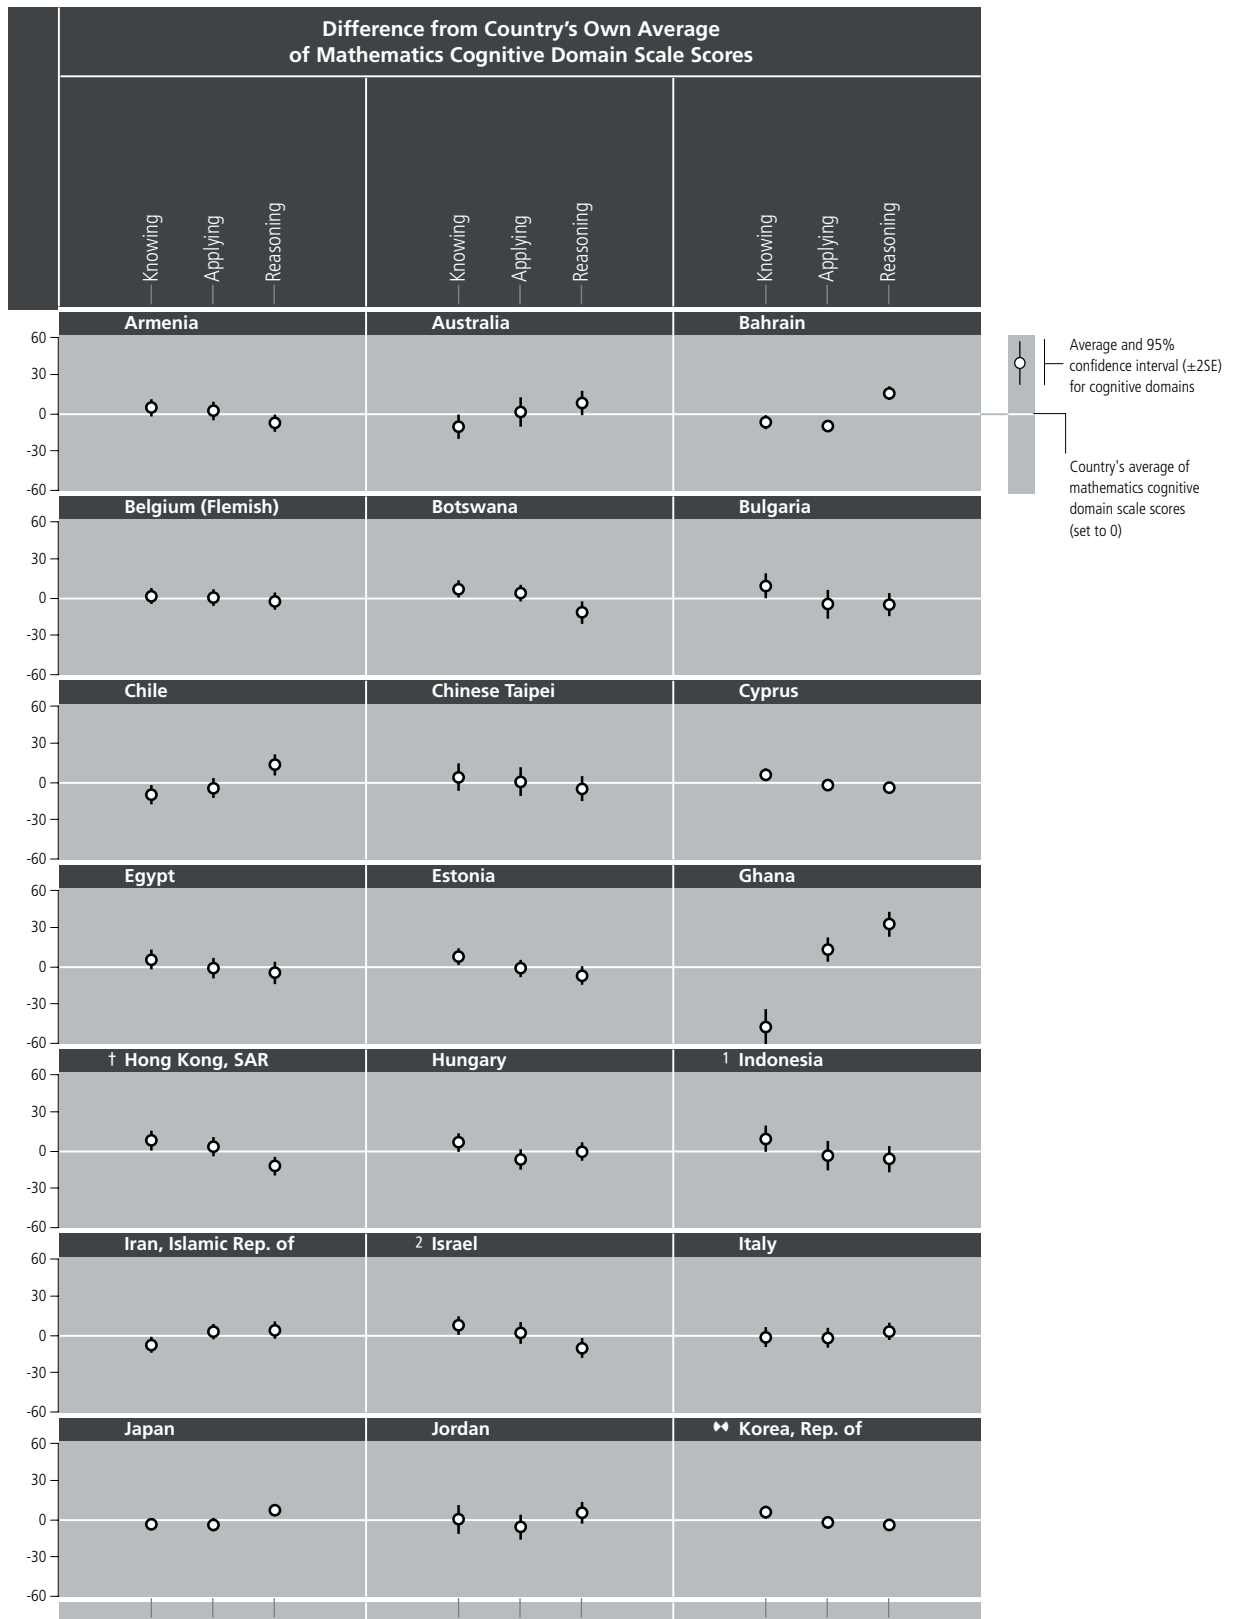 Difference from Country’s Own Average
of Mathematics Cognitive Domain Scale Scores
Knowing
Applying
Reasoning
Knowing
Applying
Reasoning
Knowing
Applying
Reasoning
Armenia
Australia
Bahrain
60
30
0
-30
-60
Average and 95%
confidence interval (±2SE)
for cognitive domains
Country's average of
mathematics cognitive
domain scale scores
(set to 0)
Belgium (Flemish)
Botswana
Bulgaria
60
30
0
-30
-60
Chile
Chinese Taipei
Cyprus
60
30
0
-30
-60
Egypt
Estonia
Ghana
60
30
0
-30
-60
† Hong Kong, SAR
Hungary
1 Indonesia
60
30
0
-30
-60
Iran, Islamic Rep. of
2 Israel
Italy
60
30
0
-30
-60
Japan
Jordan
Korea, Rep. of
60
30
0
-30
-60